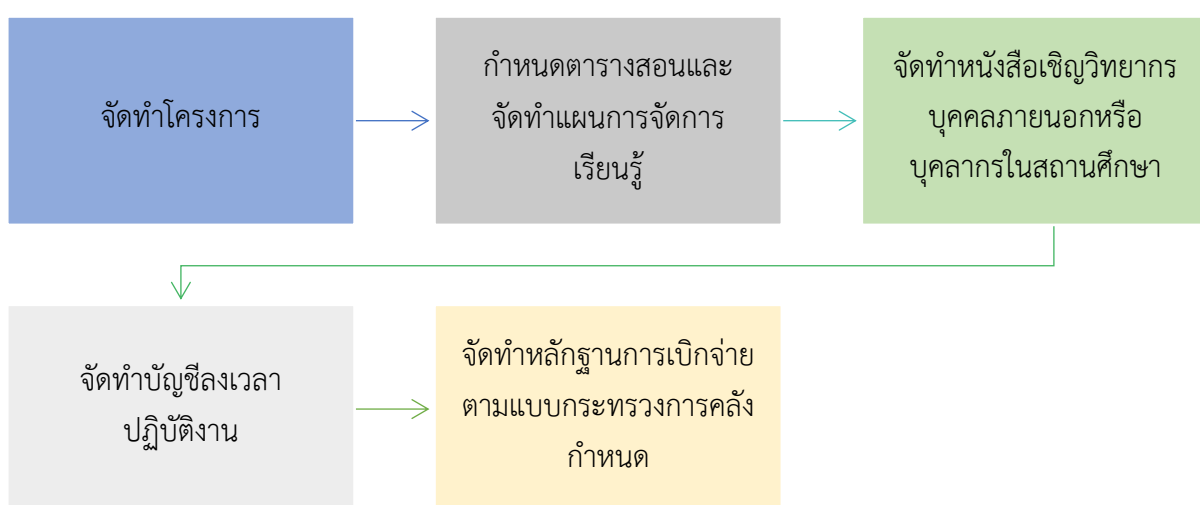 จัดทำโครงการ
กำหนดตารางสอนและ
จัดทำแผนการจัดการ
เรียนรู้
จัดทำหนังสือเชิญวิทยากร
บุคคลภายนอกหรือ
บุคลากรในสถานศึกษา
จัดทำบัญชีลงเวลา
ปฏิบัติงาน
จัดทำหลักฐานการเบิกจ่าย
ตามแบบกระทรวงการคลัง
กำหนด